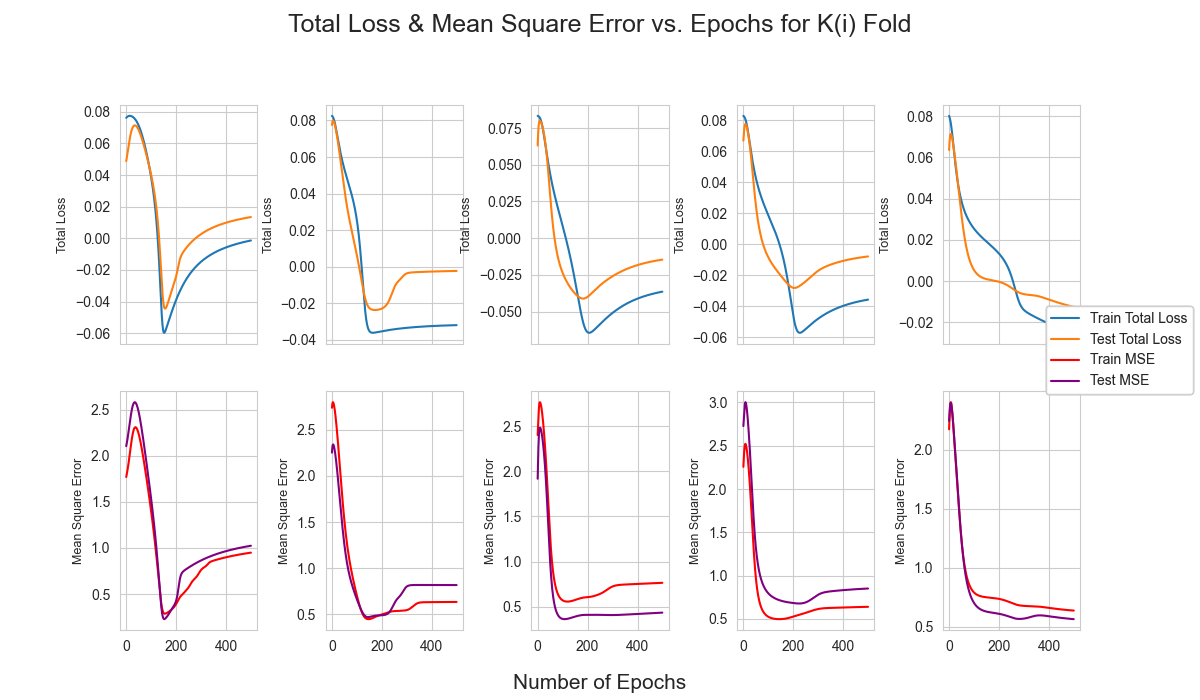 Total Loss & Mean Square Error vs. Epochs for K(i) Fold
Total Loss
0.08
0.06
0.04
0.02
0.00
−0.02
−0.04
−0.06
0 200 400
Total Loss
0.08
0.06
0.04
0.02
0.00
−0.02
−0.04
Total Loss
0.075
0.050
0.025
0.000
−0.025
−0.050
Total Loss
0.08
0.06
0.04
0.02
0.00
−0.02
−0.04
−0.06
Total Loss
0.08
0.06
0.04
0.02
0.00
−0.02
Train Total Loss
Test Total Loss
Train MSE
Test MSE
Mean Square Error
2.5
2.0
1.5
1.0
0.5
0 200 400
Mean Square Error
2.5
2.0
1.5
1.0
0.5
0 200 400
Mean Square Error
2.5
2.0
1.5
1.0
0.5
0 200 400
Mean Square Error
3.0
2.5
2.0
1.5
1.0
0.5
0 200 400
Mean Square Error
2.0
1.5
1.0
0.5
0 200 400
Number of Epochs